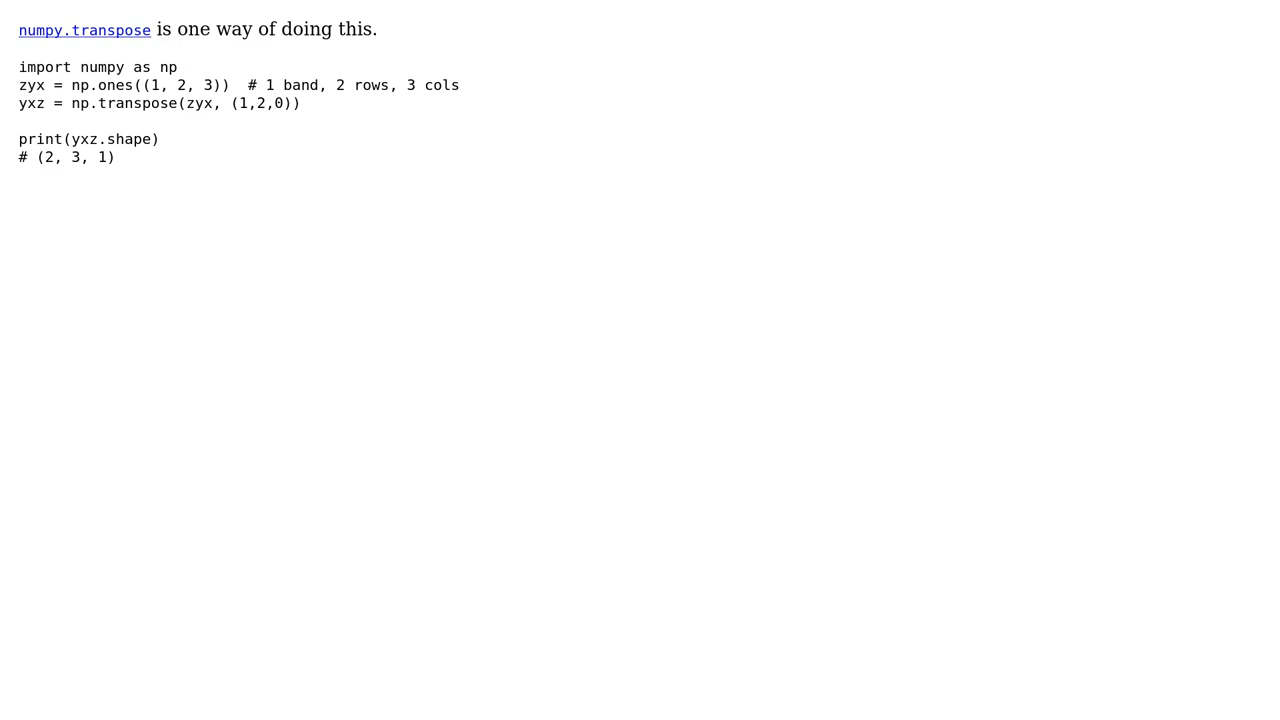 numpy.transpose is one way of doing this.
import numpy as np
zyx = np.ones((1, 2, 3))  # 1 band, 2 rows, 3 cols
yxz = np.transpose(zyx, (1,2,0))
print(yxz.shape)
# (2, 3, 1)